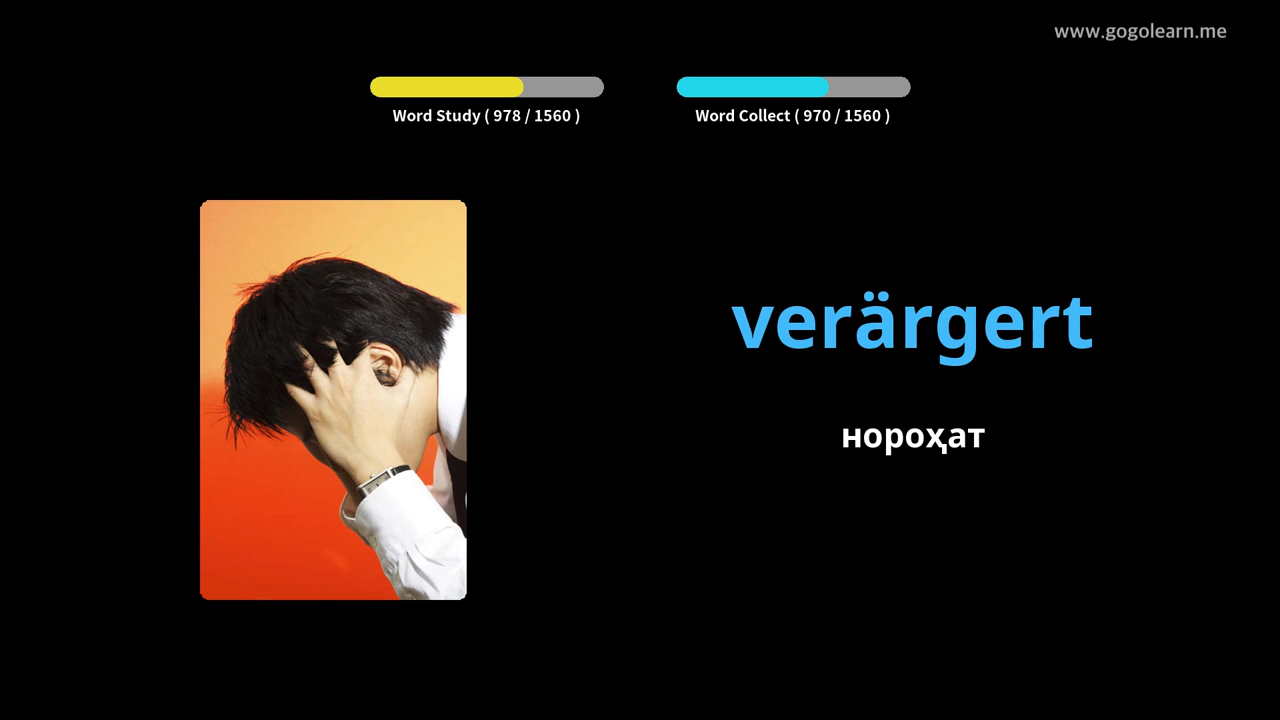 www.gogolearn.me
Word Study ( 978 / 1560 )
Word Collect ( 970 / 1560 )
verärgert
нороҳат